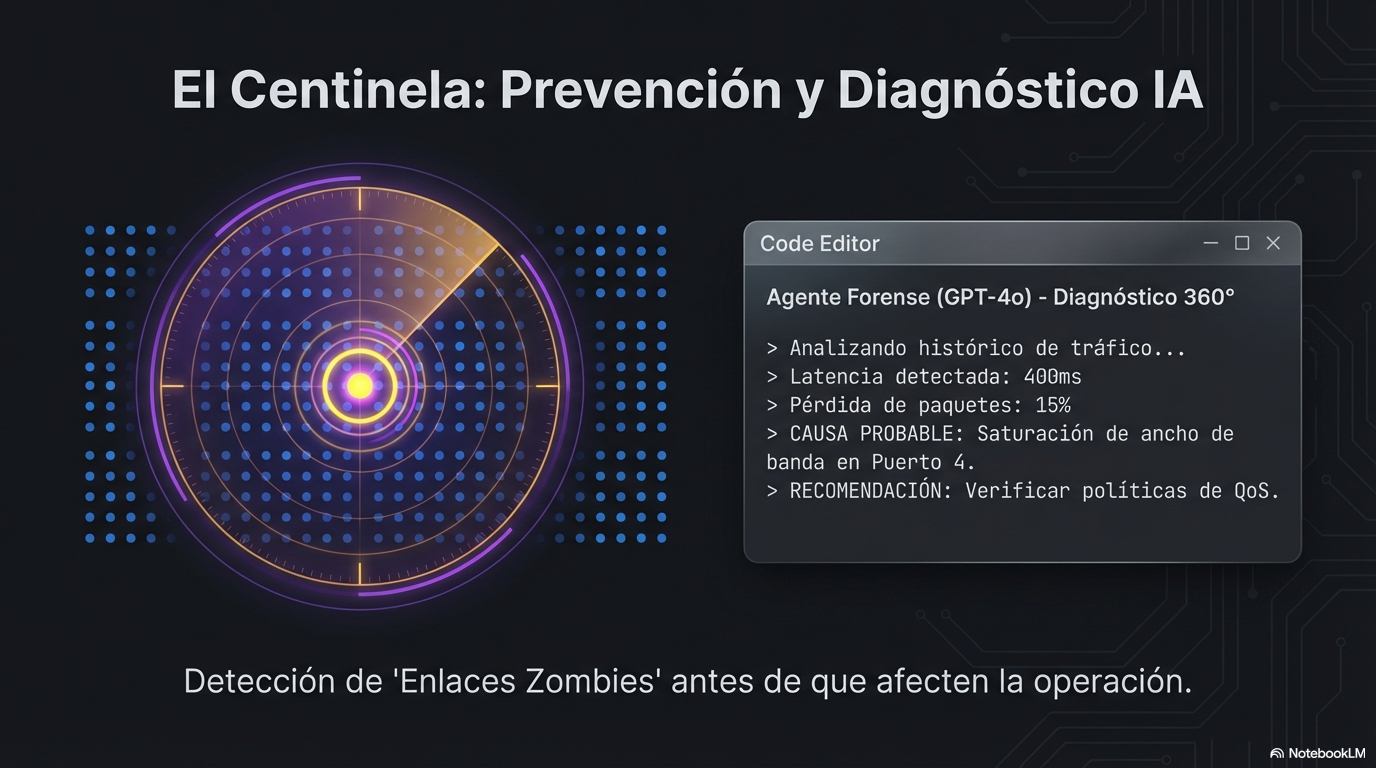 El Centinela: Prevención y Diagnóstico IA
Code Editor
Agente Forense (GPT-4o) - Diagnóstico 360°
> Analizando histórico de tráfico...
> Latencia detectada: 400ms
> Pérdida de paquetes: 15%
> CAUSA PROBABLE: Saturación de ancho de
banda en Puerto 4.
> RECOMENDACIÓN: Verificar políticas de QoS.
Detección de 'Enlaces Zombies' antes de que afecten la operación.
NotebookLM